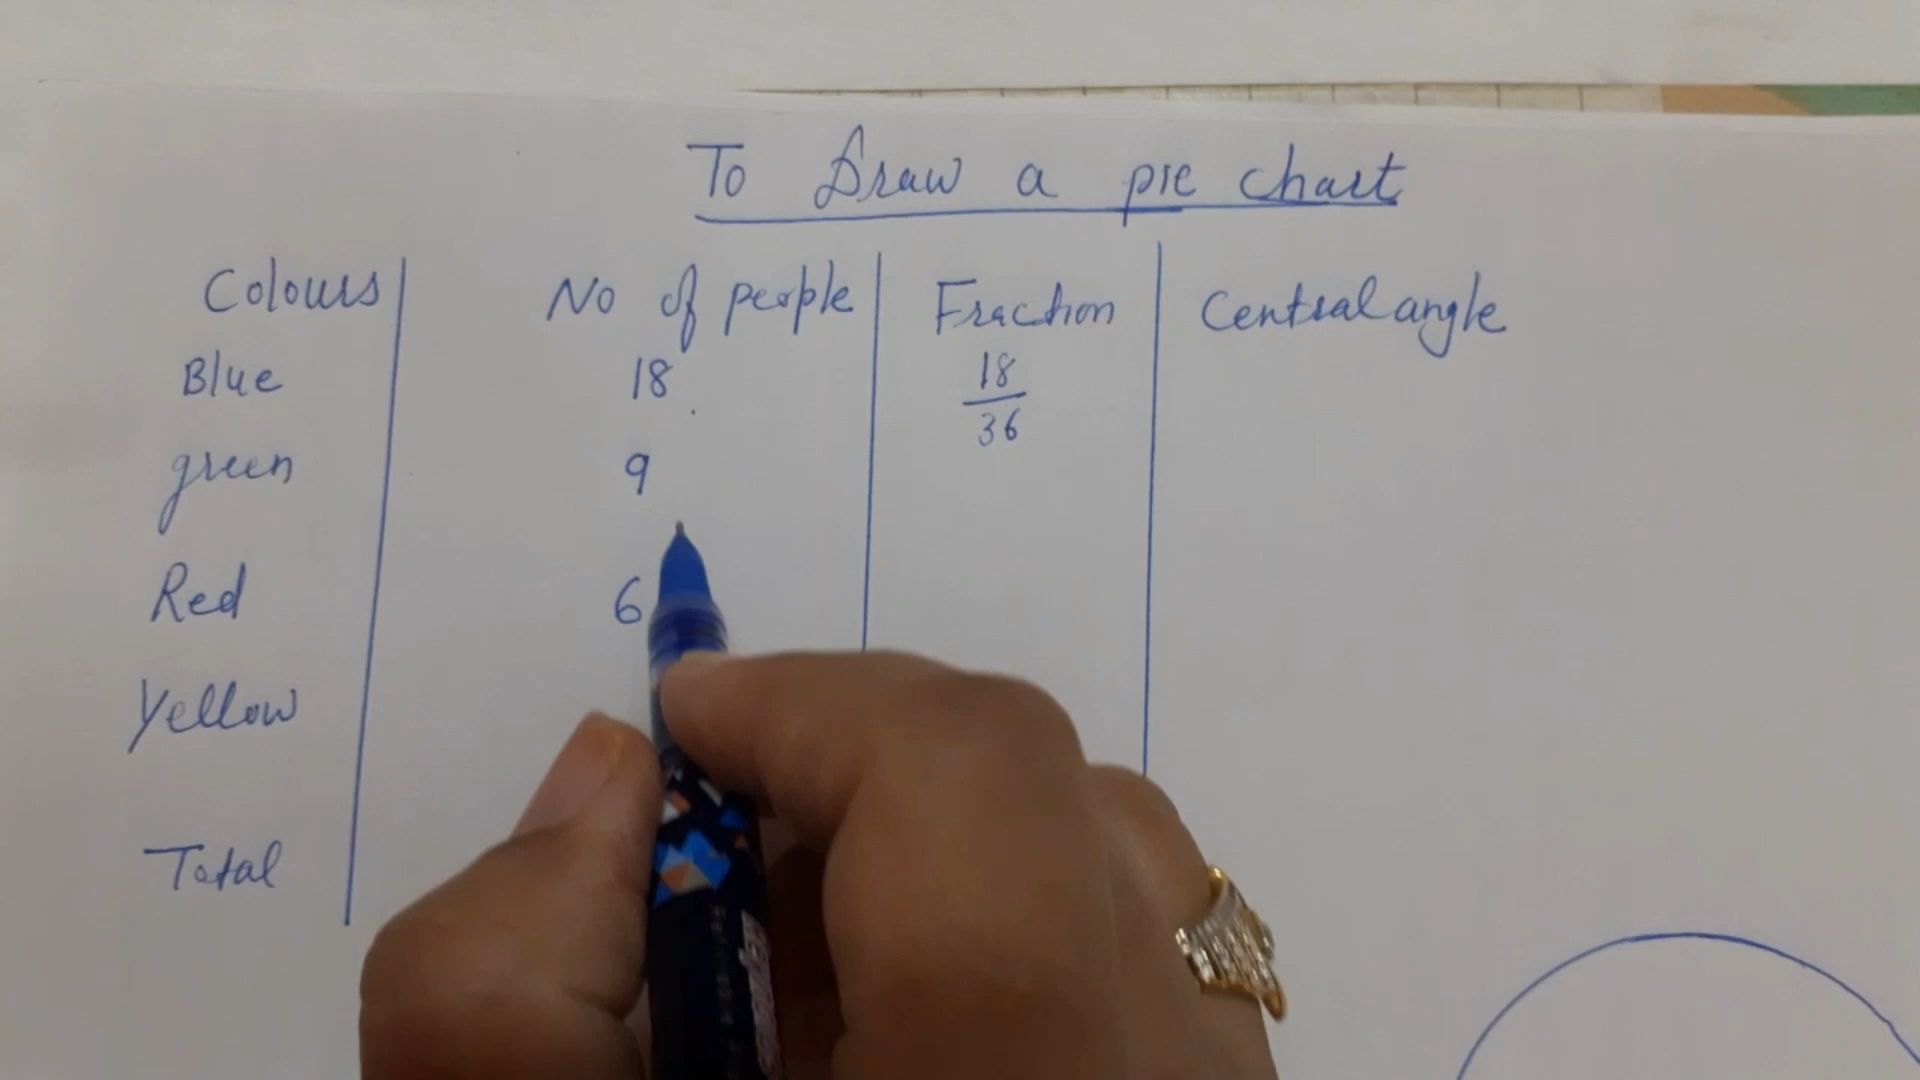 To Draw a pie chart
Colours No of people Fraction Central angle
Blue 18 18/36
green 9
Red 6
Yellow
Total